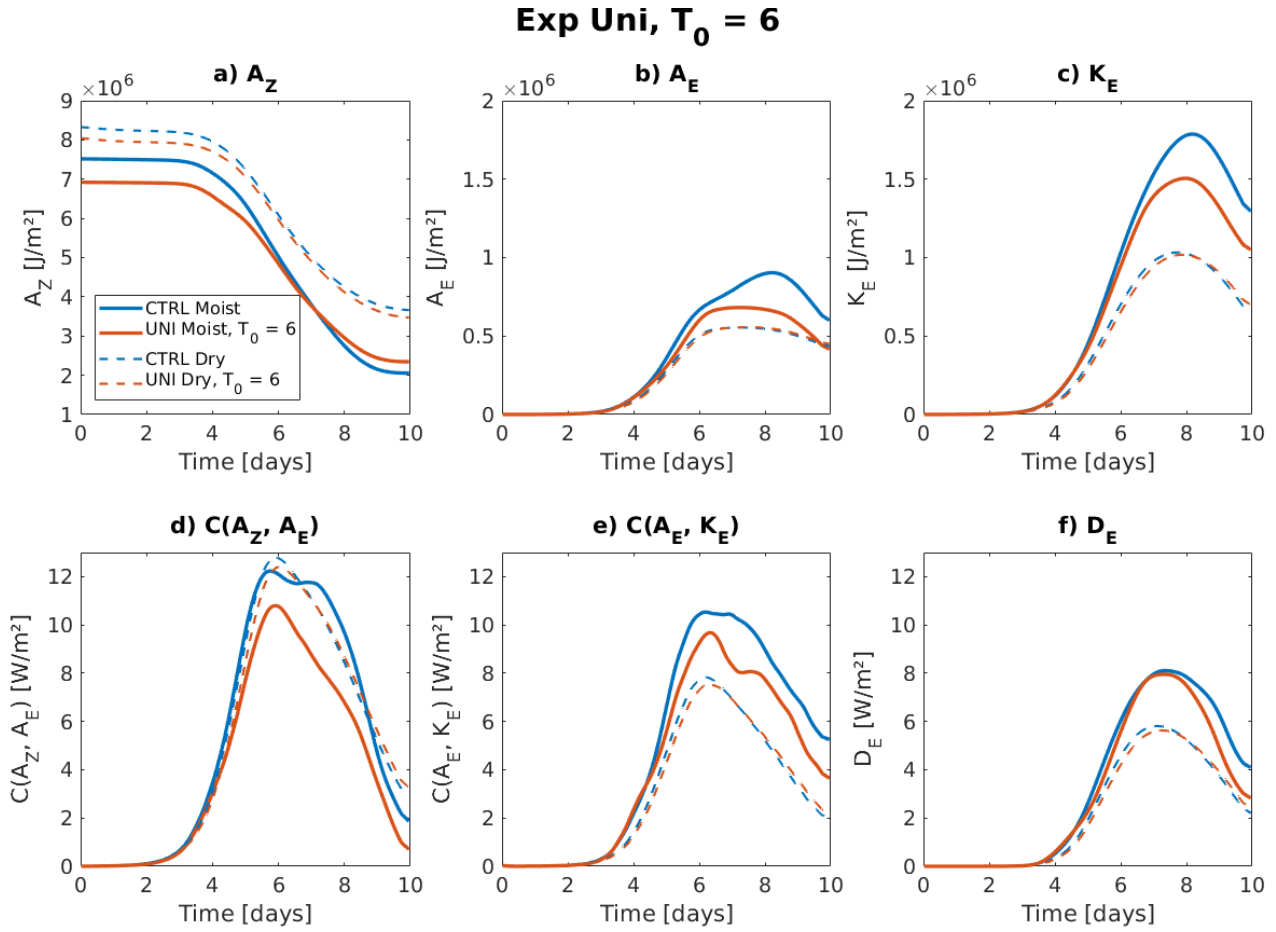 Exp Uni, T0 = 6
a) AZ
×10⁶
AZ [J/m²]
9
8
7
6
5
4
3
2
1
CTRL Moist
UNI Moist, T0 = 6
CTRL Dry
UNI Dry, T0 = 6
0 2 4 6 8 10
Time [days]
b) AE
×10⁶
AE [J/m²]
2
1.5
1
0.5
0
0 2 4 6 8 10
Time [days]
c) KE
×10⁶
KE [J/m²]
2
1.5
1
0.5
0
0 2 4 6 8 10
Time [days]
d) C(AZ, AE)
C(AZ, AE) [W/m²]
12
10
8
6
4
2
0
0 2 4 6 8 10
Time [days]
e) C(AE, KE)
C(AE, KE) [W/m²]
12
10
8
6
4
2
0
0 2 4 6 8 10
Time [days]
f) DE
DE [W/m²]
12
10
8
6
4
2
0
0 2 4 6 8 10
Time [days]